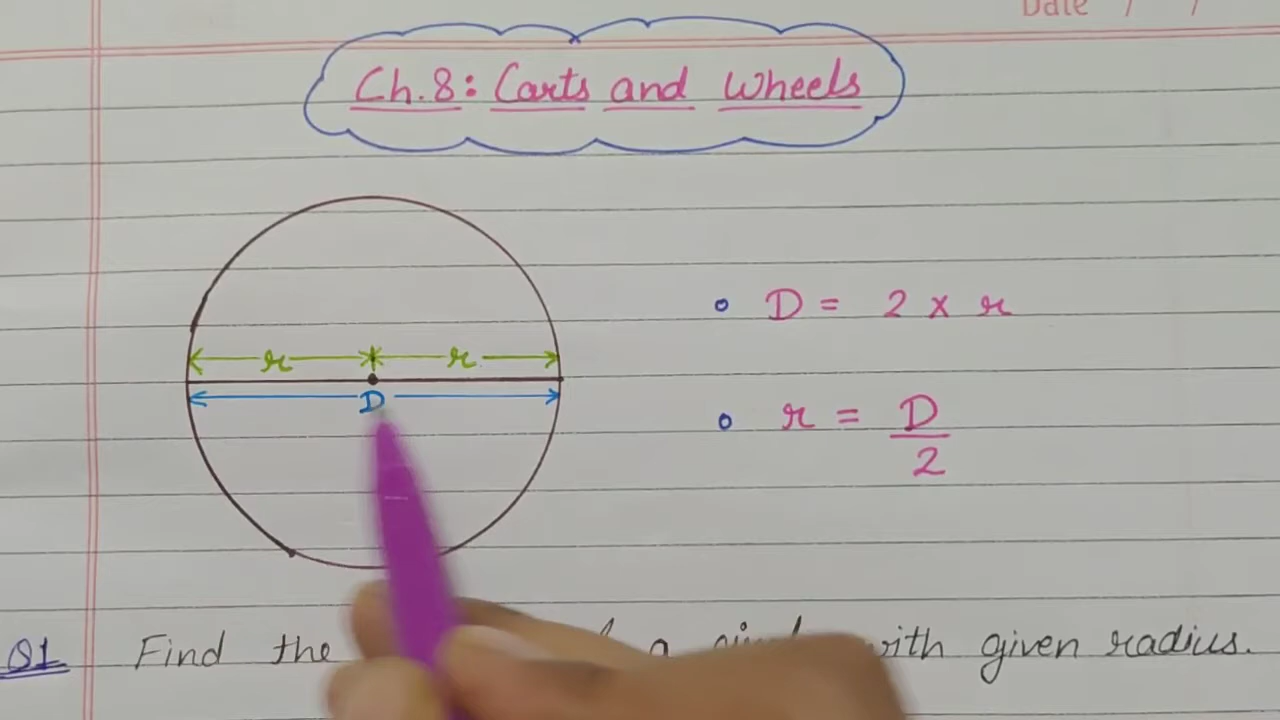 Date / /
Ch.8: Carts and Wheels
D = 2 x r
r r
D
r = D/2
Q1 Find the a with given radius.